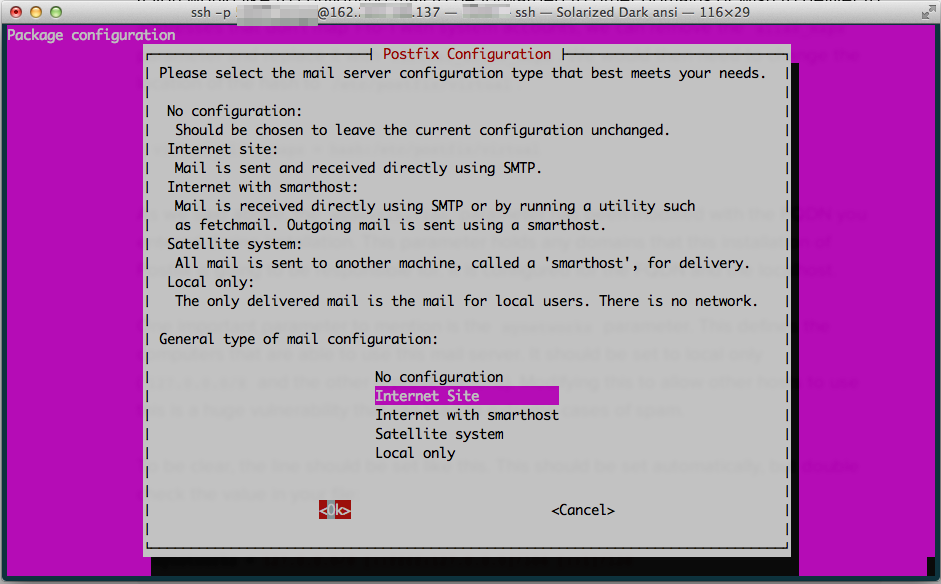 ssh -p @162. .137 — — ssh — Solarized Dark ansi — 116×29
Package configuration
Postfix Configuration
Please select the mail server configuration type that best meets your needs.
No configuration:
Should be chosen to leave the current configuration unchanged.
Internet site:
Mail is sent and received directly using SMTP.
Internet with smarthost:
Mail is received directly using SMTP or by running a utility such
as fetchmail. Outgoing mail is sent using a smarthost.
Satellite system:
All mail is sent to another machine, called a 'smarthost', for delivery.
Local only:
The only delivered mail is the mail for local users. There is no network.
General type of mail configuration:
No configuration
Internet Site
Internet with smarthost
Satellite system
Local only
<Ok> <Cancel>